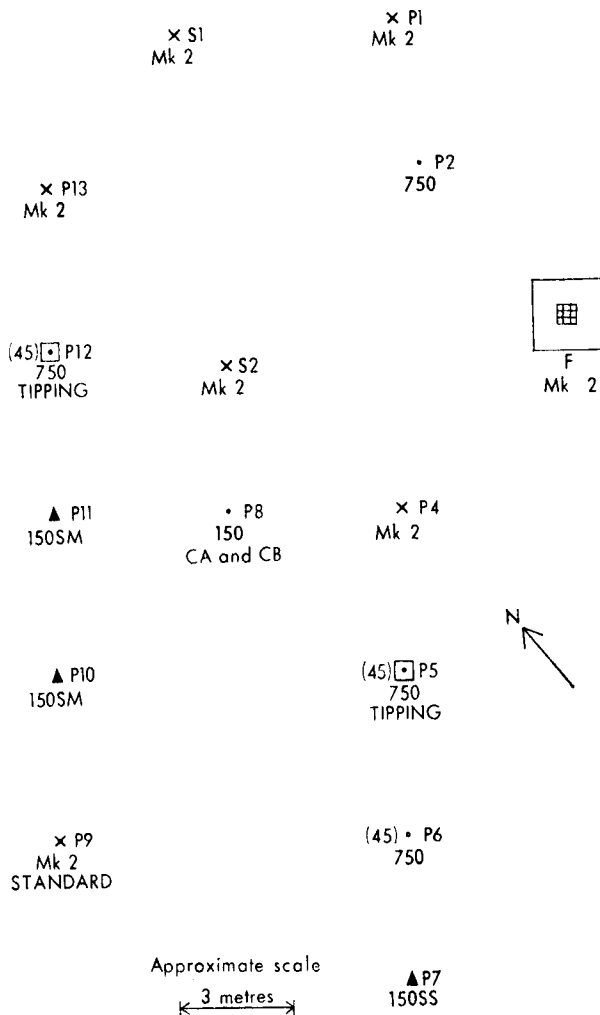 S1
Mk 2
P1
Mk 2
P2
750
P13
Mk 2
F
Mk 2
(45) P12
750
TIPPING
S2
Mk 2
P11
150SM
P8
150
CA and CB
P4
Mk 2
N
P10
150SM
(45) P5
750
TIPPING
P9
Mk 2
STANDARD
(45) P6
750
Approximate scale
3 metres
P7
150SS